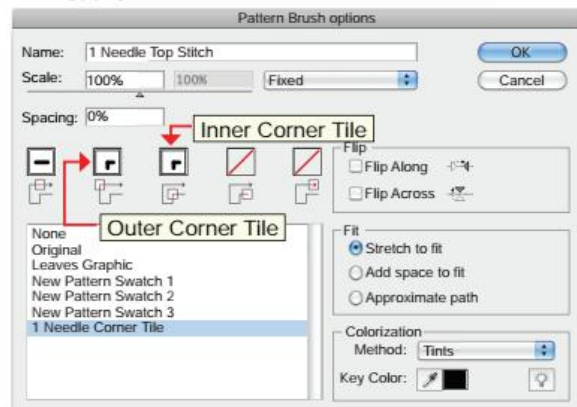 Pattern Brush options
Name: 1 Needle Top Stitch
OK
Scale: 100% 100% Fixed
Cancel
Spacing: 0%
Inner Corner Tile
Flip
Flip Along
Flip Across
Outer Corner Tile
None
Original
Leaves Graphic
New Pattern Swatch 1
New Pattern Swatch 2
New Pattern Swatch 3
1 Needle Corner Tile
Fit
Stretch to fit
Add space to fit
Approximate path
Colorization
Method: Tints
Key Color: